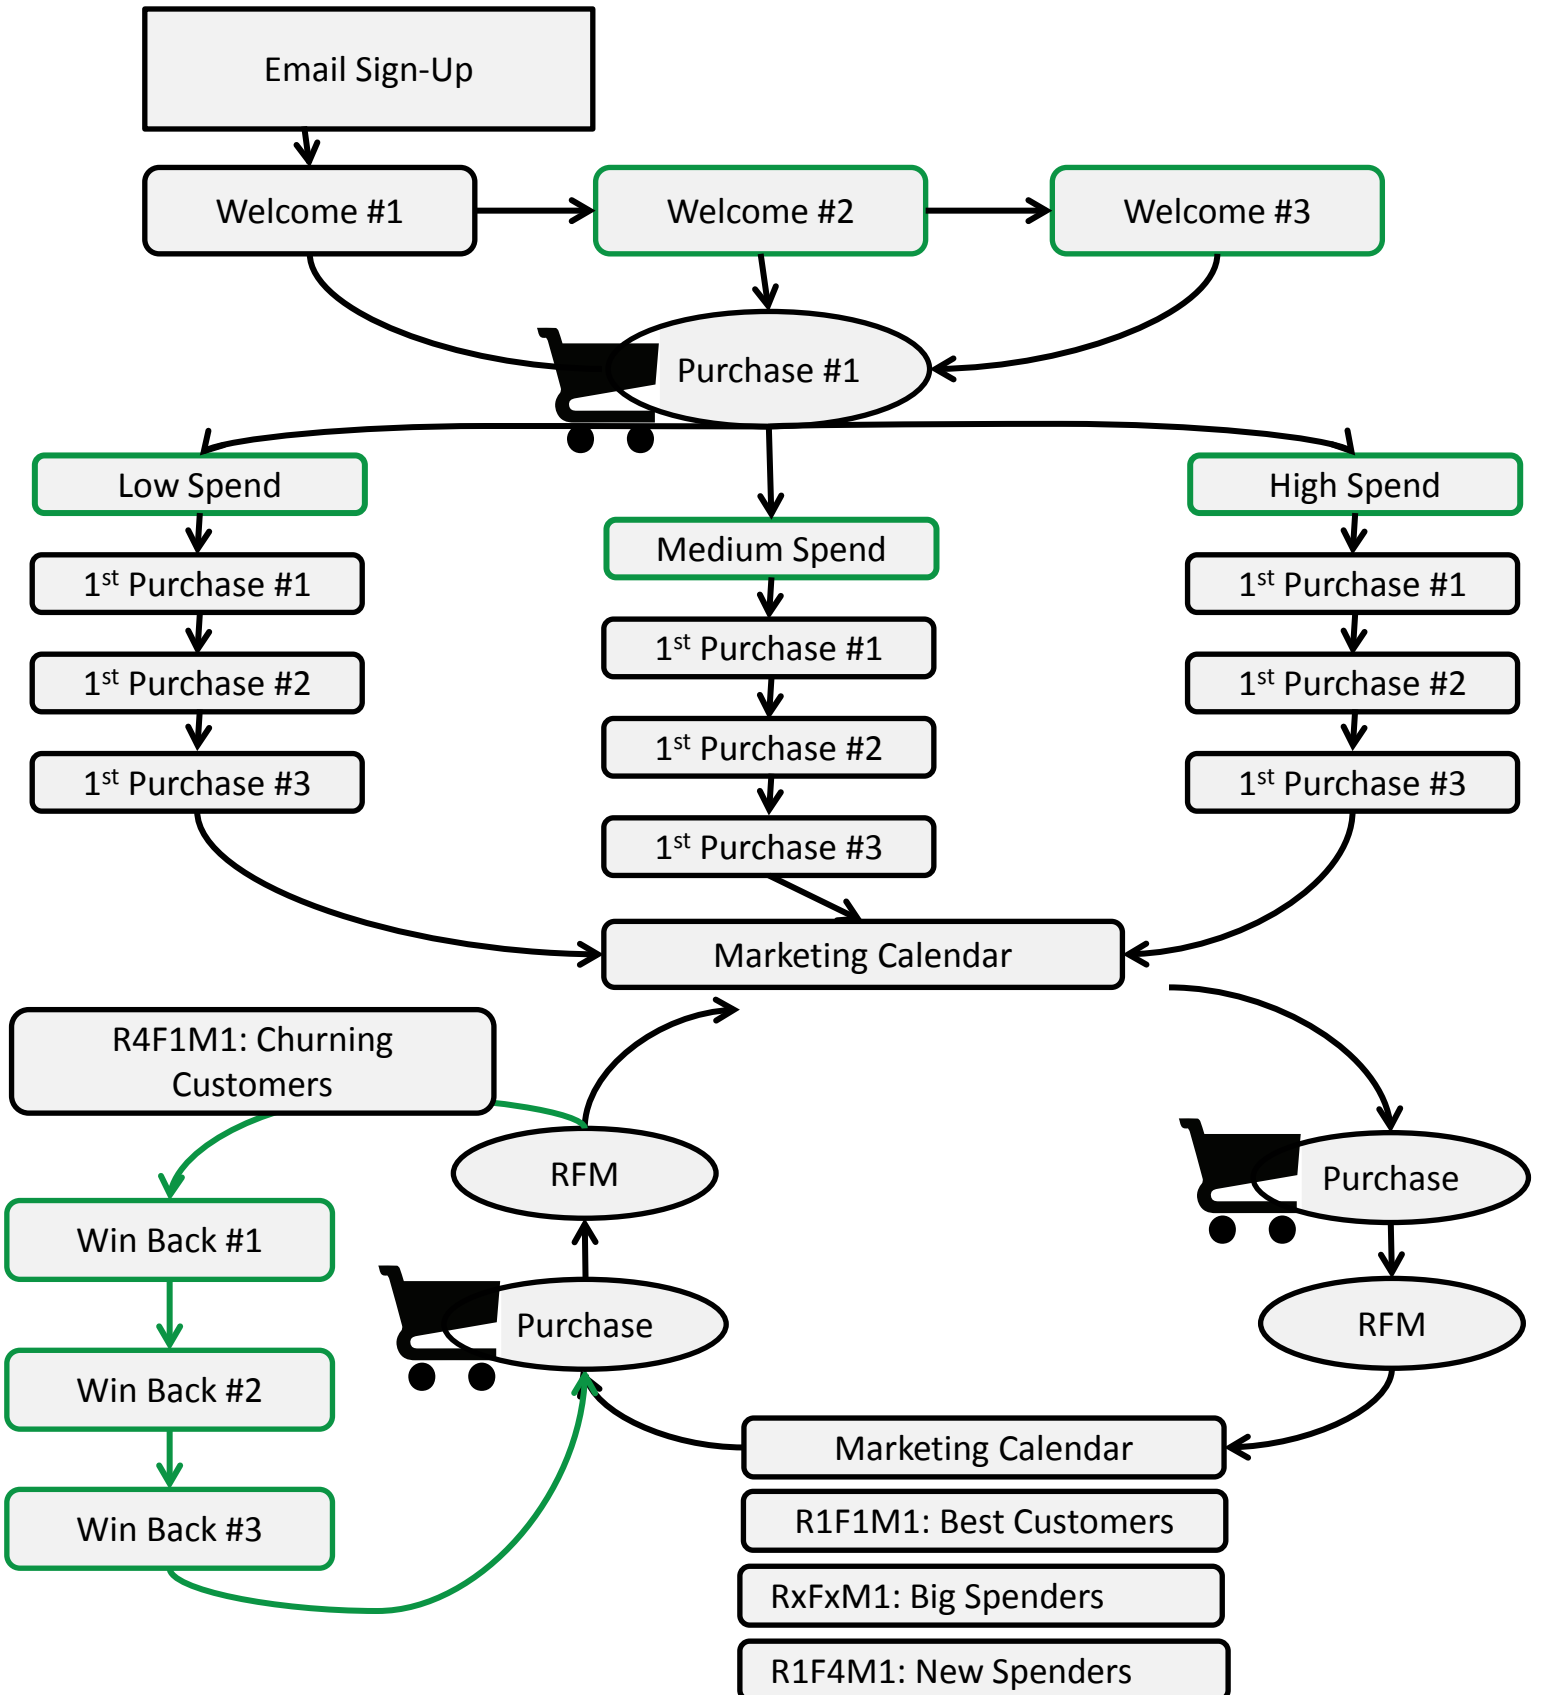 Email Sign-Up
Welcome #1
Welcome #2
Welcome #3
Purchase #1
Low Spend
High Spend
Medium Spend
1st Purchase #1
1st Purchase #1
1st Purchase #1
1st Purchase #2
1st Purchase #2
1st Purchase #2
1st Purchase #3
1st Purchase #3
1st Purchase #3
Marketing Calendar
R4F1M1: Churning
Customers
RFM
Purchase
Win Back #1
Purchase
RFM
Win Back #2
Marketing Calendar
Win Back #3
R1F1M1: Best Customers
RxFxM1: Big Spenders
R1F4M1: New Spenders